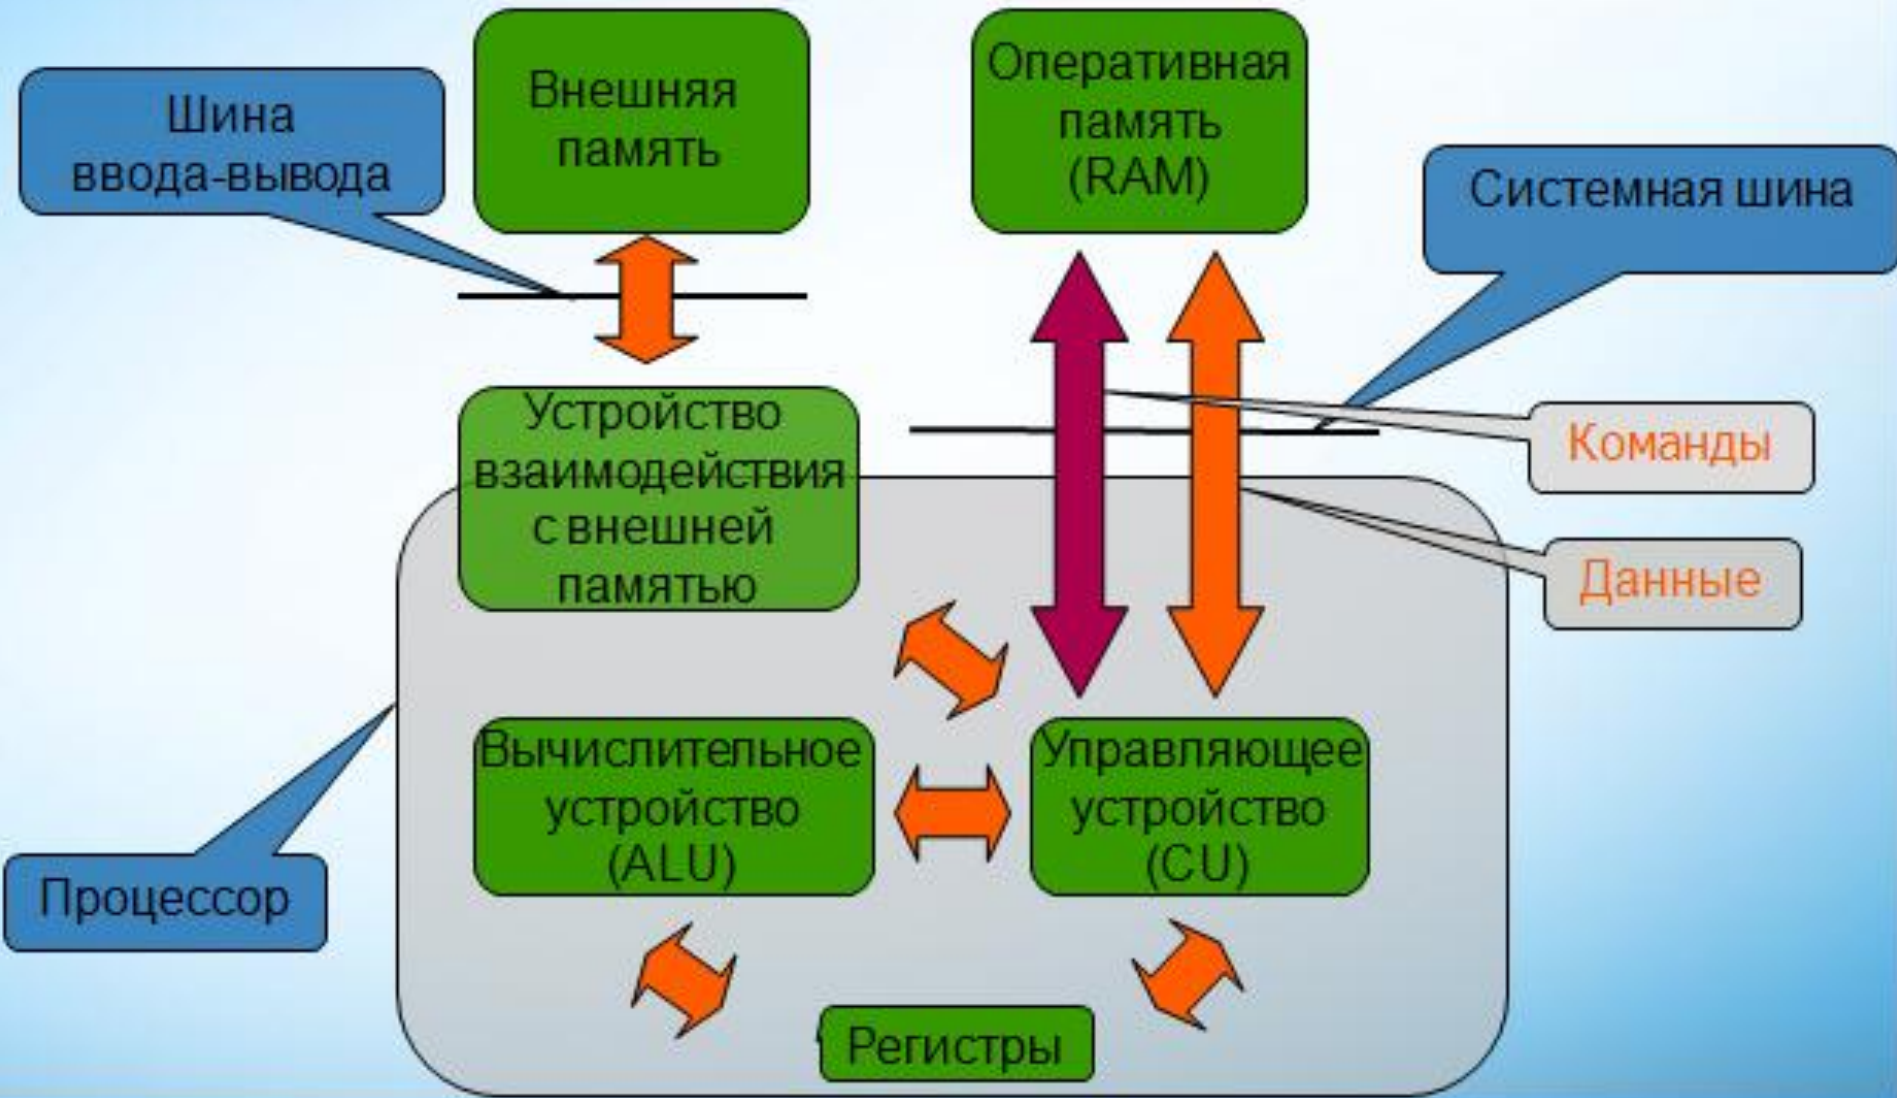 Шина
ввода-вывода
Внешняя
память
Оперативная
память
(RAM)
Системная шина
Устройство
взаимодействия
с внешней
памятью
Команды
Данные
Вычислительное
устройство
(ALU)
Управляющее
устройство
(CU)
Процессор
Регистры